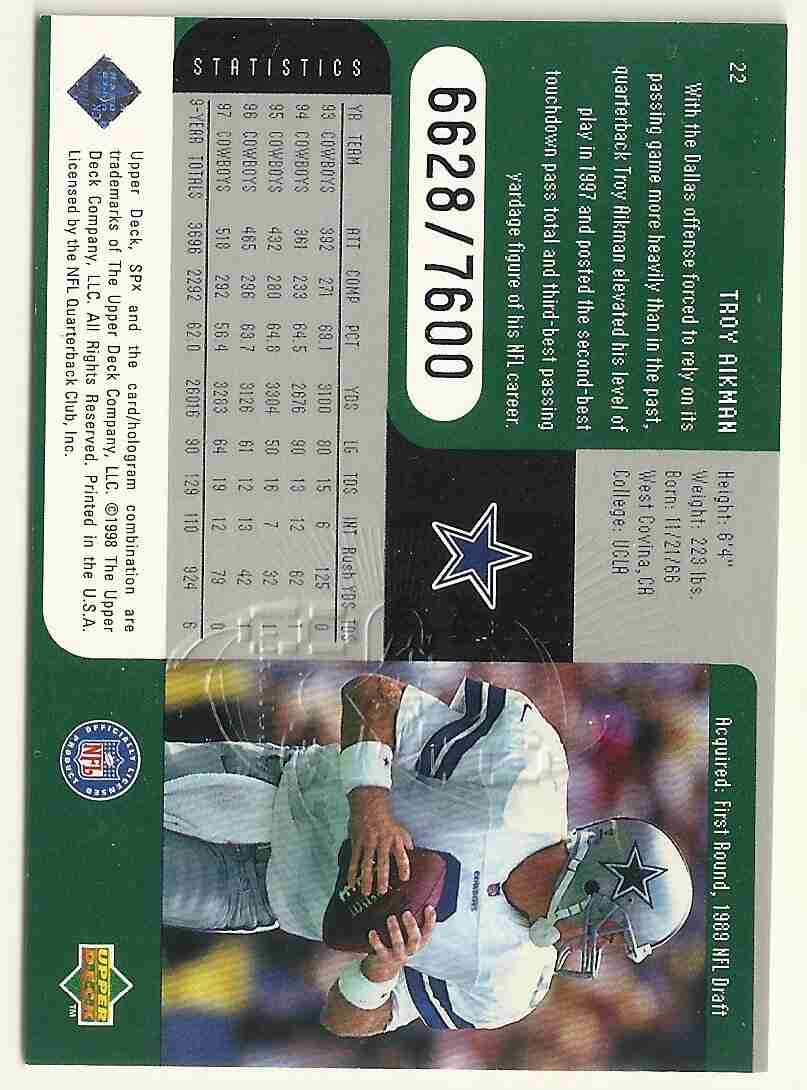 22
TROY AIKMAN
With the Dallas offense forced to rely on its
passing game more heavily than in the past,
quarterback Troy Aikman elevated his level of
play in 1997 and posted the second-best
touchdown pass total and third-best passing
yardage figure of his NFL career.
6628/7600
Height: 6'4"
Weight: 223 lbs.
Born: 11/21/66
West Covina, CA
College: UCLA
Acquired: First Round, 1989 NFL Draft
STATISTICS
YR TEAM ATT COMP PCT YDS LG TDS INT Rush YDS TDS
93 COWBOYS 392 271 69.1 3100 80 15 6 125 0
94 COWBOYS 361 233 64.5 2676 90 13 12 62 1
95 COWBOYS 432 280 64.8 3304 50 16 7 32 1
96 COWBOYS 465 296 63.7 3126 61 12 13 42 1
97 COWBOYS 518 292 56.4 3283 64 19 12 79 0
9-YEAR TOTALS 3696 2292 62.0 26016 90 129 110 924 6
Upper Deck, SPx and the card/hologram combination are
trademarks of The Upper Deck Company, LLC. ©1998 The Upper
Deck Company, LLC. All Rights Reserved. Printed in the U.S.A.
Licensed by the NFL Quarterback Club, Inc.
OFFICIALLY LICENSED PRODUCT
NFL
COWBOYS
UPPER
DECK
TM